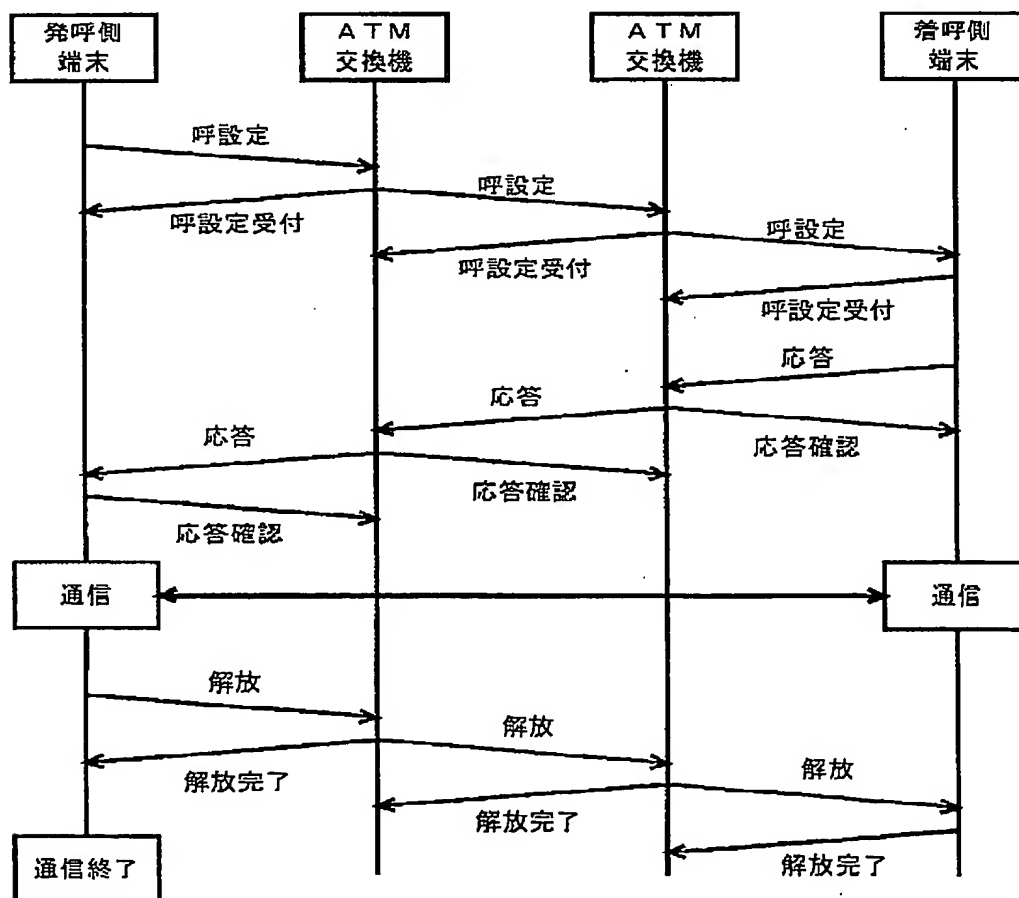 発呼側
端末
ATM
交換機
ATM
交換機
着呼側
端末
呼設定
呼設定
呼設定受付
呼設定
呼設定受付
呼設定受付
応答
応答
応答確認
応答
応答確認
応答確認
通信
通信
解放
解放
解放完了
解放
解放完了
解放完了
通信終了